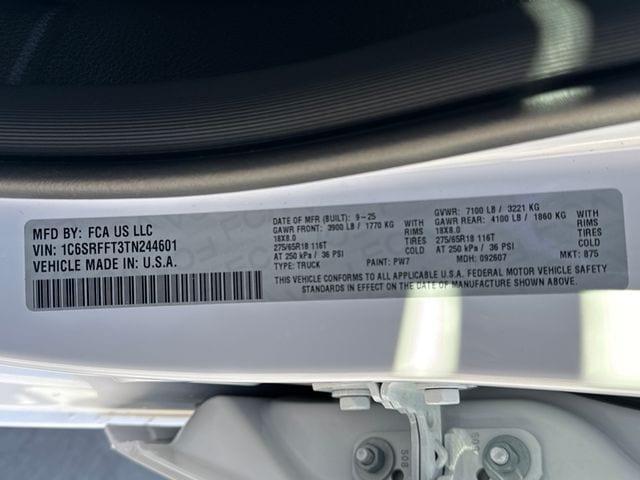 MFD BY: FCA US LLC
VIN: 1C6SRFFT3TN244601
VEHICLE MADE IN: U.S.A.
DATE OF MFR (BUILT): 9-25
GAWR FRONT: 3900 LB / 1770 KG WITH
18X8.0 RIMS
TIRES
275/65R18 116T COLD
AT 250 kPa / 36 PSI
TYPE: TRUCK PAINT: PW7
GVWR: 7100 LB / 3221 KG
GAWR REAR: 4100 LB / 1860 KG WITH
18X8.0 RIMS
TIRES
275/65R18 116T COLD
AT 250 kPa / 36 PSI
MDH: 092607 MKT: 875
THIS VEHICLE CONFORMS TO ALL APPLICABLE U.S.A. FEDERAL MOTOR VEHICLE SAFETY
STANDARDS IN EFFECT ON THE DATE OF MANUFACTURE SHOWN ABOVE.
508